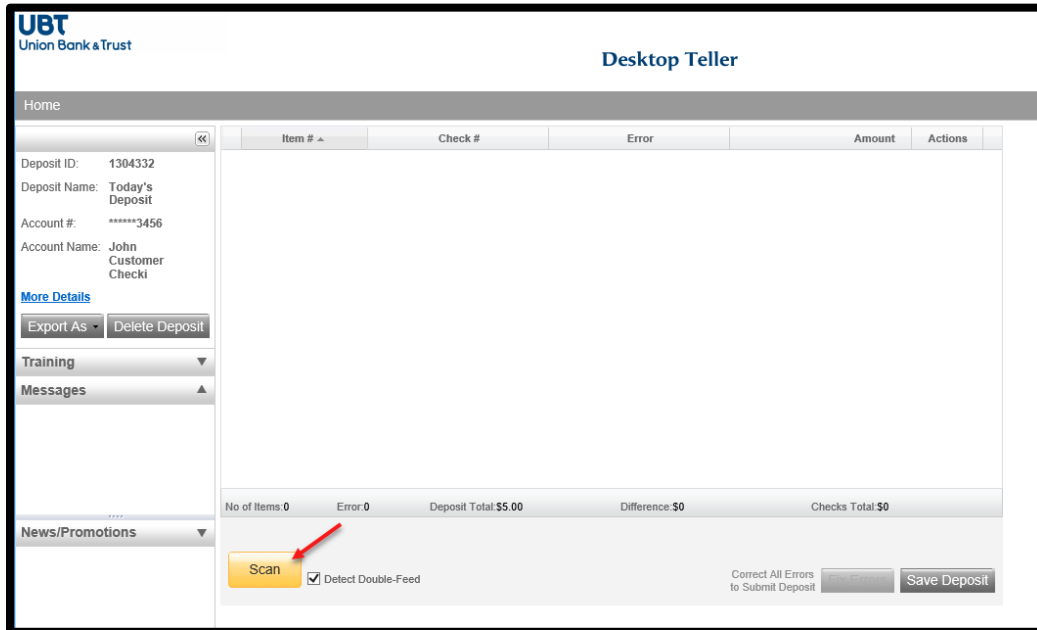 UBT
Union Bank & Trust
Desktop Teller
Home
Item # Check # Error Amount Actions
Deposit ID: 1304332
Deposit Name: Today's
Deposit
Account #: ******3456
Account Name: John
Customer
Checki
More Details
Export As Delete Deposit
Training
Messages
News/Promotions
No of Items:0 Error:0 Deposit Total:$5.00 Difference:$0 Checks Total:$0
Scan
Detect Double-Feed
Correct All Errors
to Submit Deposit
Fix Errors
Save Deposit